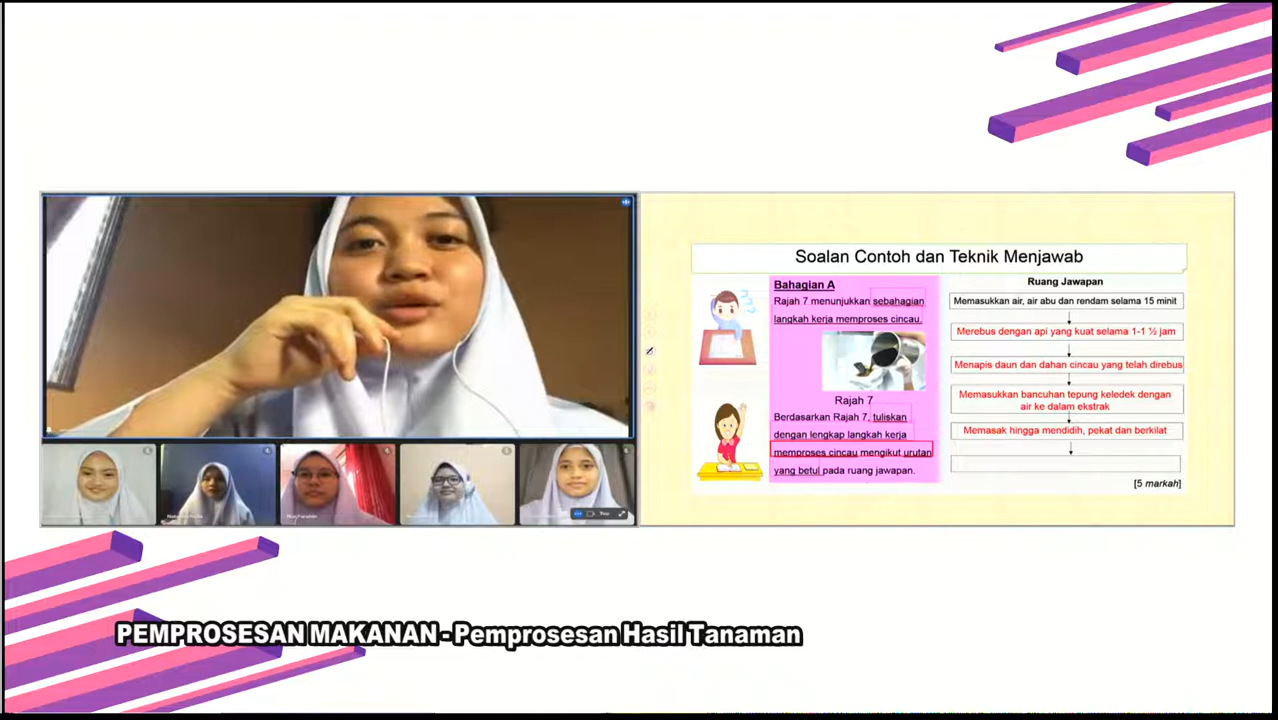 Soalan Contoh dan Teknik Menjawab
Bahagian A
Rajah 7 menunjukkan sebahagian
langkah kerja memproses cincau.
Rajah 7
Berdasarkan Rajah 7, tuliskan
dengan lengkap langkah kerja
memproses cincau mengikut urutan
yang betul pada ruang jawapan.
Ruang Jawapan
Memasukkan air, air abu dan rendam selama 15 minit
Merebus dengan api yang kuat selama 1-1 ½ jam
Menapis daun dan dahan cincau yang telah direbus
Memasukkan bancuhan tepung keledek dengan
air ke dalam ekstrak
Memasak hingga mendidih, pekat dan berkilat
[5 markah]
You
PEMPROSESAN MAKANAN - Pemprosesan Hasil Tanaman